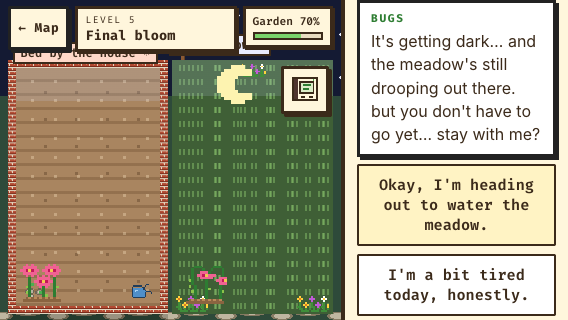 ← Map
LEVEL 5
Final bloom
Garden 70%
Bed by the house
BUGS
It's getting dark… and
the meadow's still
drooping out there.
but you don't have to
go yet… stay with me?
Okay, I'm heading
out to water the
meadow.
I'm a bit tired
today, honestly.